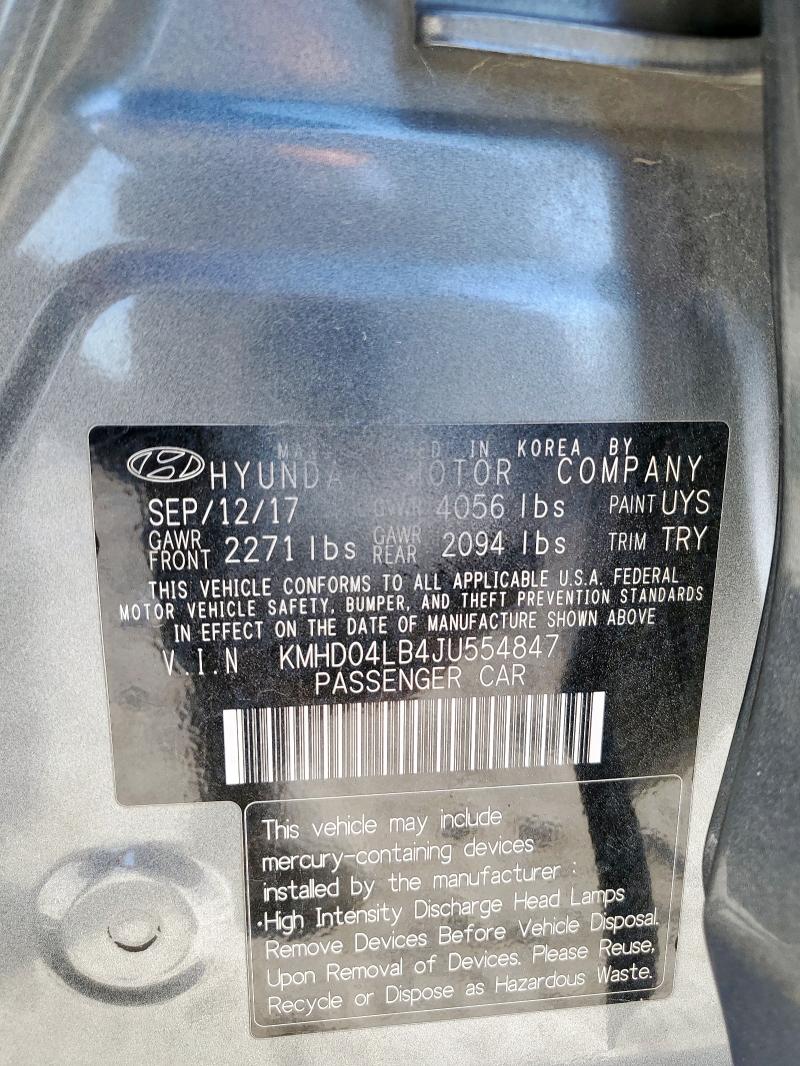 IN KOREA BY
HYUNDAI MOTOR COMPANY
SEP/12/17 GVWR 4056 lbs PAINT UYS
GAWR FRONT 2271 lbs GAWR REAR 2094 lbs TRIM TRY
THIS VEHICLE CONFORMS TO ALL APPLICABLE U.S.A. FEDERAL
MOTOR VEHICLE SAFETY, BUMPER, AND THEFT PREVENTION STANDARDS
IN EFFECT ON THE DATE OF MANUFACTURE SHOWN ABOVE
V.I.N KMHD04LB4JU554847
PASSENGER CAR
This vehicle may include
mercury-containing devices
installed by the manufacturer :
•High Intensity Discharge Head Lamps
Remove Devices Before Vehicle Disposal.
Upon Removal of Devices. Please Reuse,
Recycle or Dispose as Hazardous Waste.